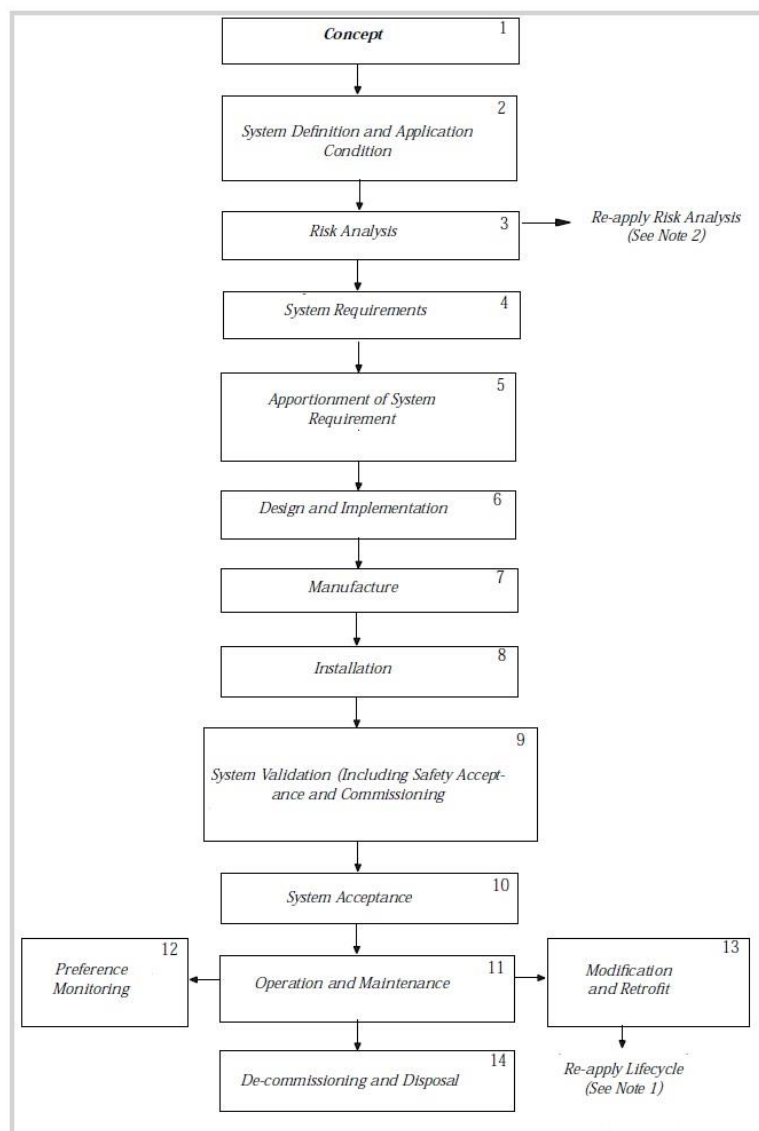 Concept 1
2
System Definition and Application
Condition
Risk Analysis 3
Re-apply Risk Analysis
(See Note 2)
System Requirements 4
5
Apportionment of System
Requirement
Design and Implementation 6
Manufacture 7
Installation 8
9
System Validation (Including Safety Accept-
ance and Commissioning
System Acceptance 10
12
Preference
Monitoring
Operation and Maintenance 11
13
Modification
and Retrofit
De-commissioning and Disposal 14
Re-apply Lifecycle
(See Note 1)